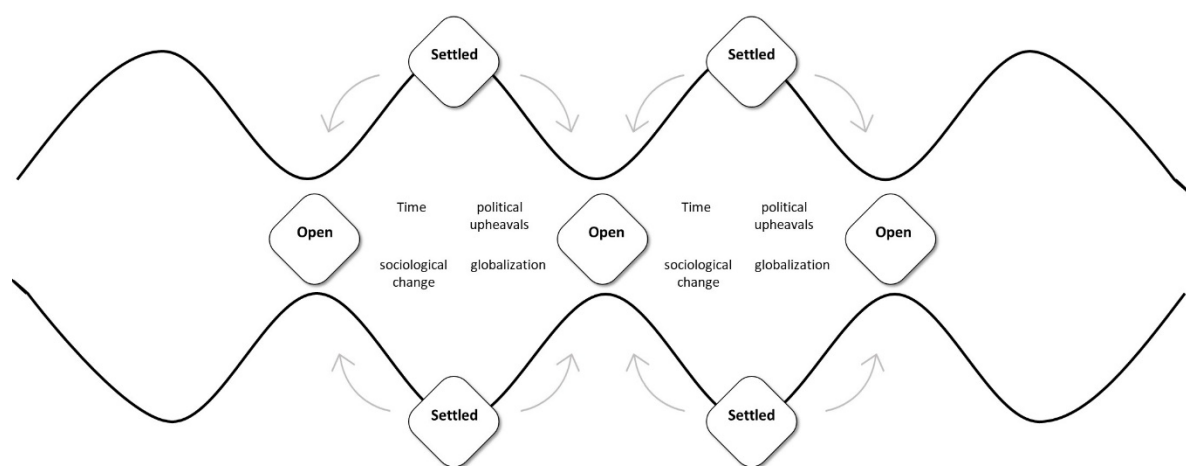 Settled
Settled
Time
political
upheavals
Time
political
upheavals
Open
Open
Open
sociological
change
globalization
sociological
change
globalization
Settled
Settled